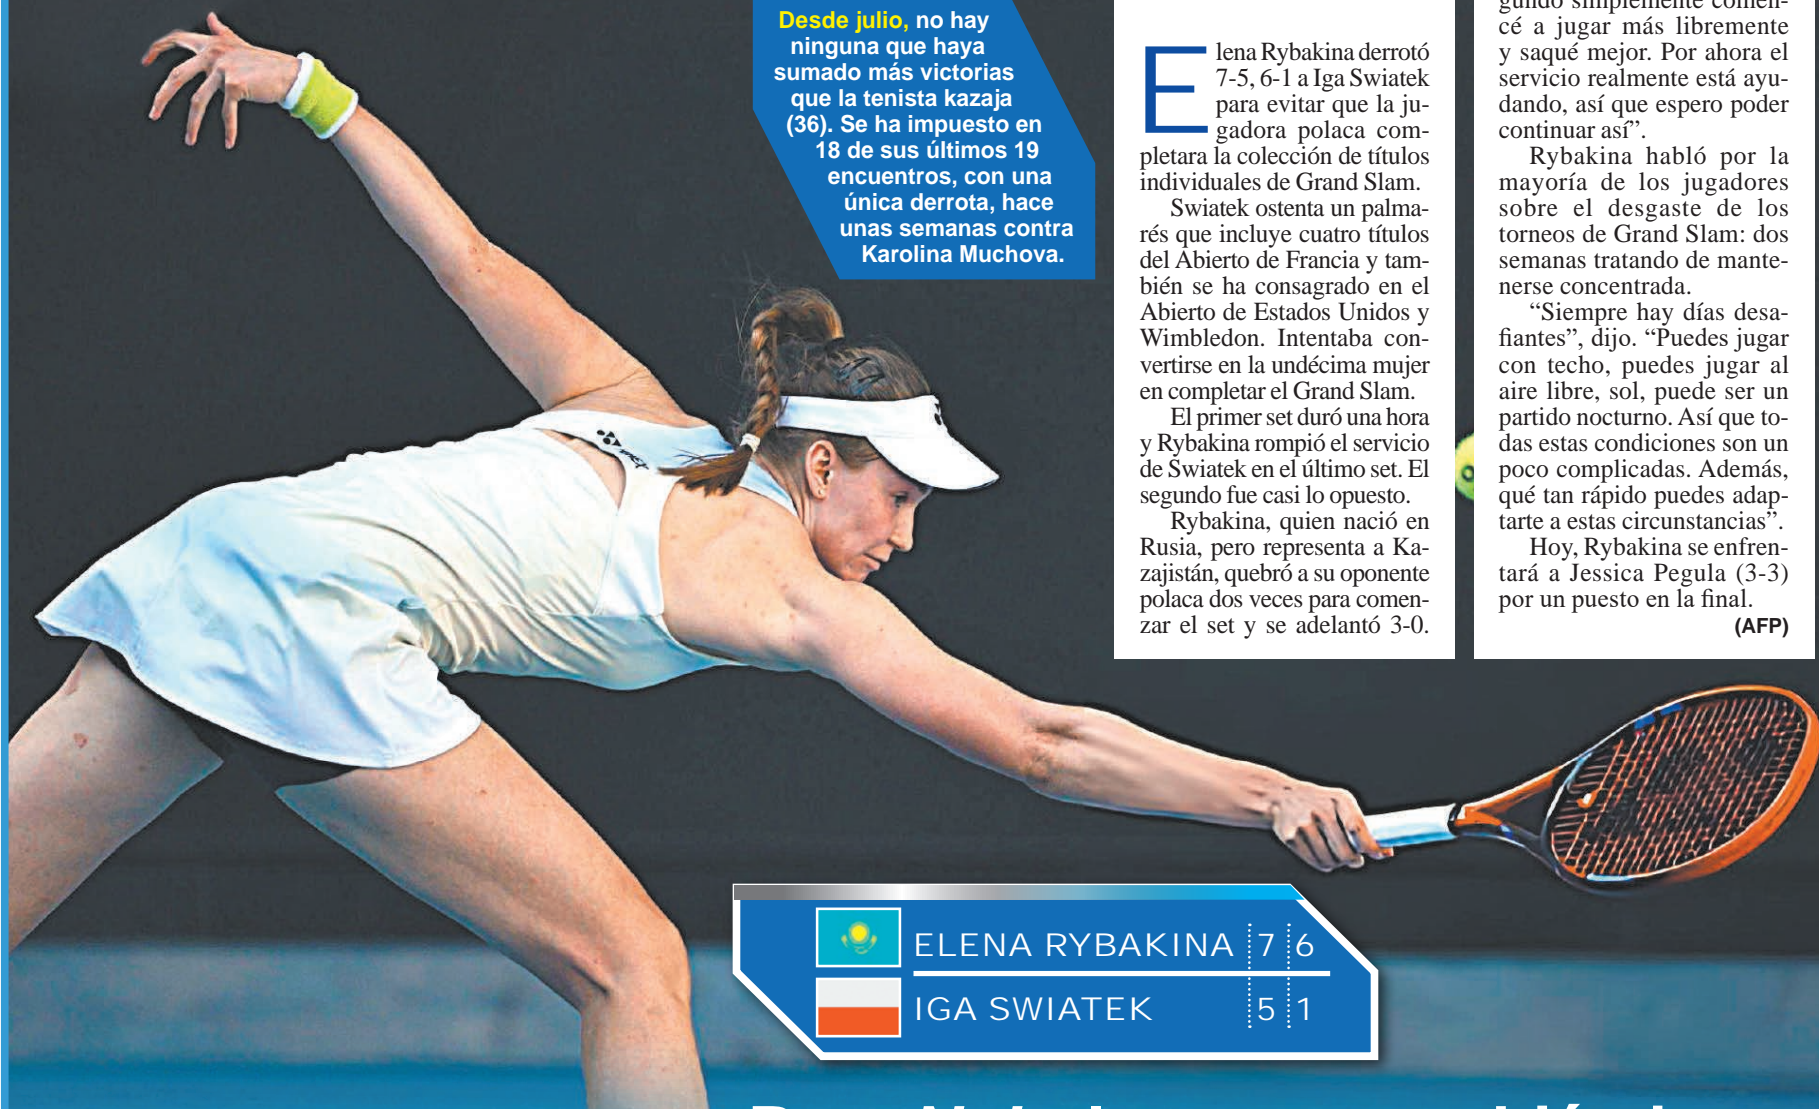 Desde julio, no hay
ninguna que haya
sumado más victorias
que la tenista kazaja
(36). Se ha impuesto en
18 de sus últimos 19
encuentros, con una
única derrota, hace
unas semanas contra
Karolina Muchova.
Elena Rybakina derrotó
7-5, 6-1 a Iga Swiatek
para evitar que la ju-
gadora polaca com-
pletara la colección de títulos
individuales de Grand Slam.
Swiatek ostenta un palma-
rés que incluye cuatro títulos
del Abierto de Francia y tam-
bién se ha consagrado en el
Abierto de Estados Unidos y
Wimbledon. Intentaba con-
vertirse en la undécima mujer
en completar el Grand Slam.
El primer set duró una hora
y Rybakina rompió el servicio
de Swiatek en el último set. El
segundo fue casi lo opuesto.
Rybakina, quien nació en
Rusia, pero representa a Ka-
zajistán, quebró a su oponente
polaca dos veces para comen-
zar el set y se adelantó 3-0.
gundo simplemente comen-
cé a jugar más libremente
y saqué mejor. Por ahora el
servicio realmente está ayu-
dando, así que espero poder
continuar así”.
Rybakina habló por la
mayoría de los jugadores
sobre el desgaste de los
torneos de Grand Slam: dos
semanas tratando de mante-
nerse concentrada.
“Siempre hay días desa-
fiantes”, dijo. “Puedes jugar
con techo, puedes jugar al
aire libre, sol, puede ser un
partido nocturno. Así que to-
das estas condiciones son un
poco complicadas. Además,
qué tan rápido puedes adap-
tarte a estas circunstancias”.
Hoy, Rybakina se enfren-
tará a Jessica Pegula (3-3)
por un puesto en la final.
(AFP)
ELENA RYBAKINA 7 6
IGA SWIATEK 5 1